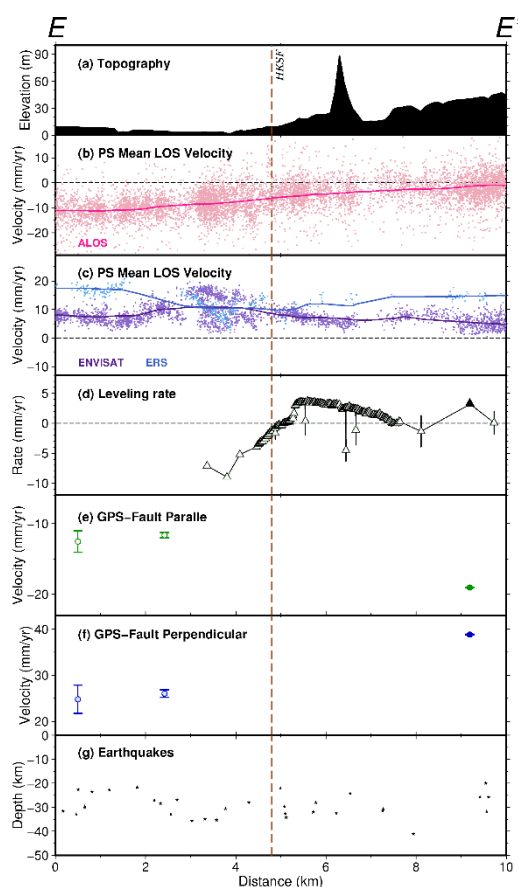 E E'
HKSF
(a) Topography
Elevation (m)
90
60
30
0
(b) PS Mean LOS Velocity
Velocity (mm/yr)
10
0
-10
-20
ALOS
(c) PS Mean LOS Velocity
Velocity (mm/yr)
20
10
0
-10
ENVISAT ERS
(d) Leveling rate
Rate (mm/yr)
5
0
-5
-10
(e) GPS-Fault Paralle
Velocity (mm/yr)
-10
-20
(f) GPS-Fault Perpendicular
Velocity (mm/yr)
40
30
20
(g) Earthquakes
Depth (km)
0
-10
-20
-30
-40
-50
0 2 4 6 8 10
Distance (km)